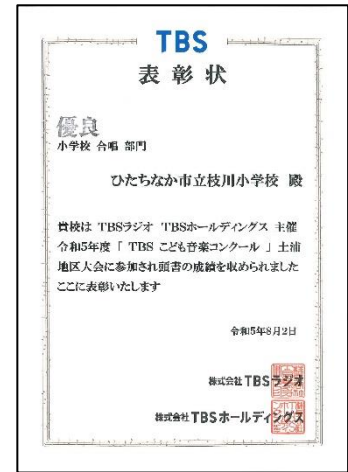 TBS
表彰状
優良
小学校 合唱 部門
ひたちなか市立枝川小学校 殿
貴校は TBSラジオ TBSホールディングス 主催
令和5年度「 TBS こども音楽コンクール 」土浦
地区大会に参加され頭書の成績を収められました
ここに表彰いたします
令和5年8月2日
株式会社TBSラジオ
株式会社TBSホールディングス